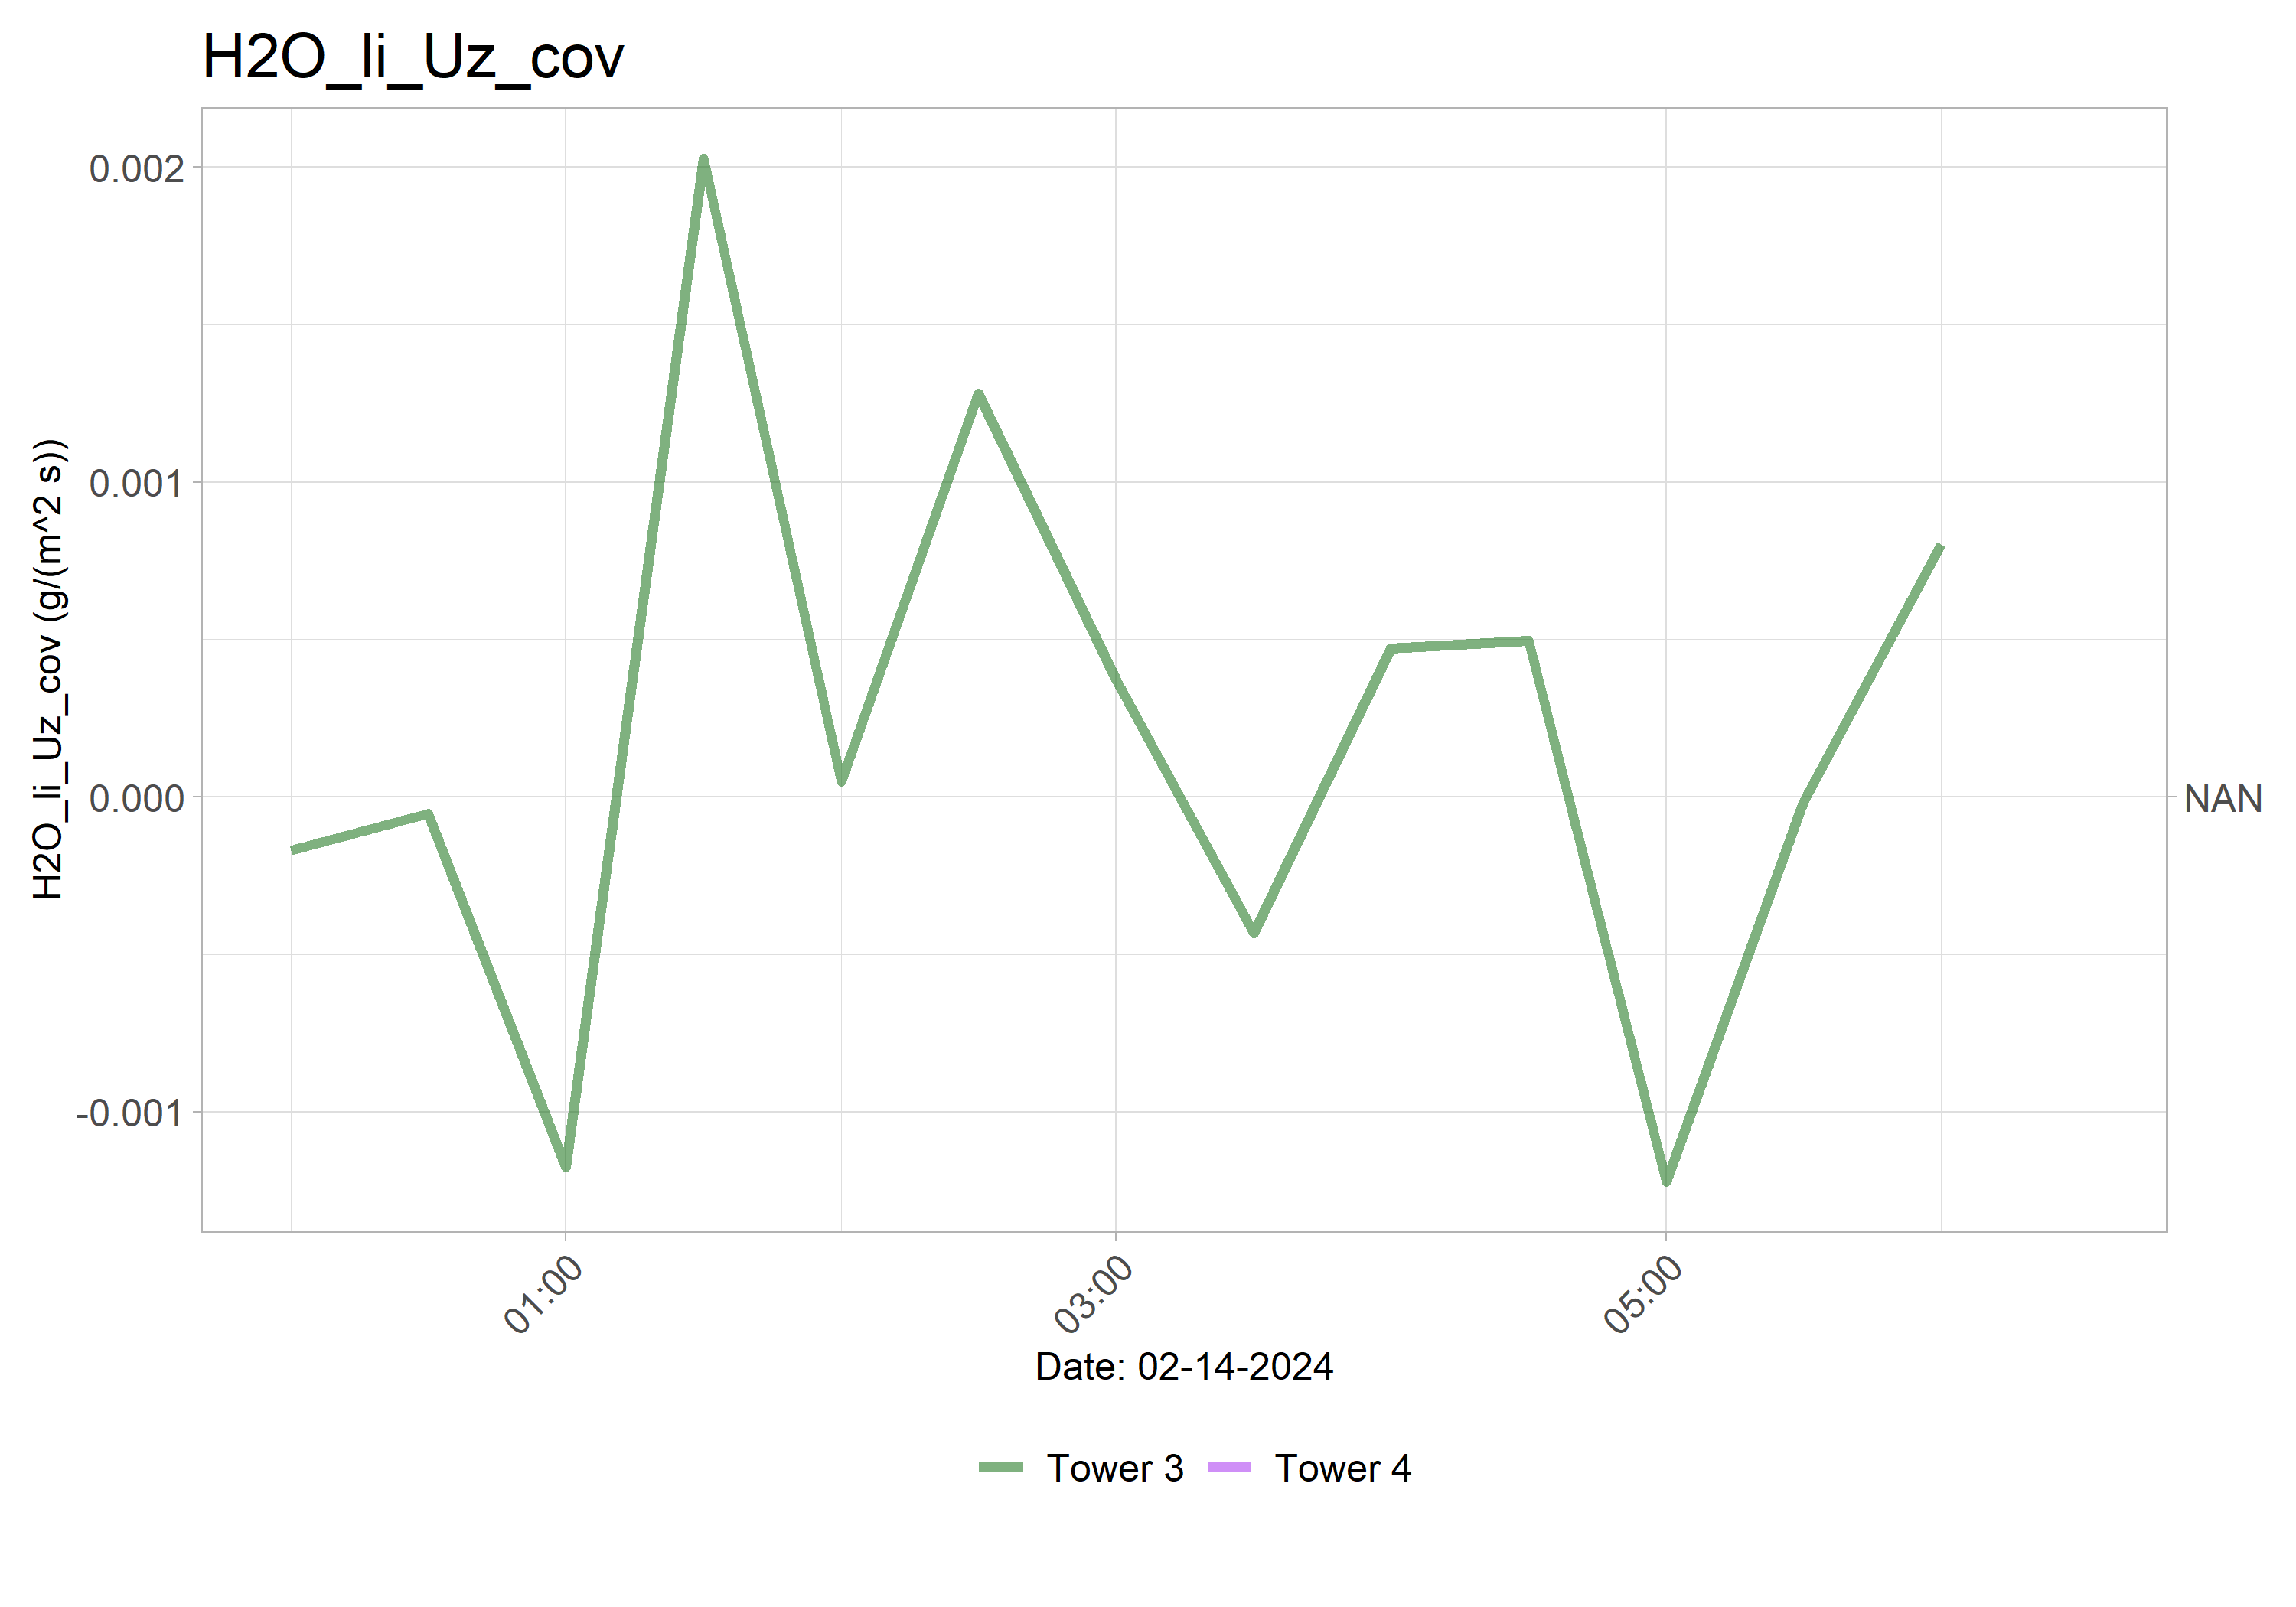 H2O_li_Uz_cov
H2O_li_Uz_cov (g/(m^2 s))
0.002
0.001
0.000
-0.001
NAN
01:00
03:00
05:00
Date: 02-14-2024
Tower 3
Tower 4